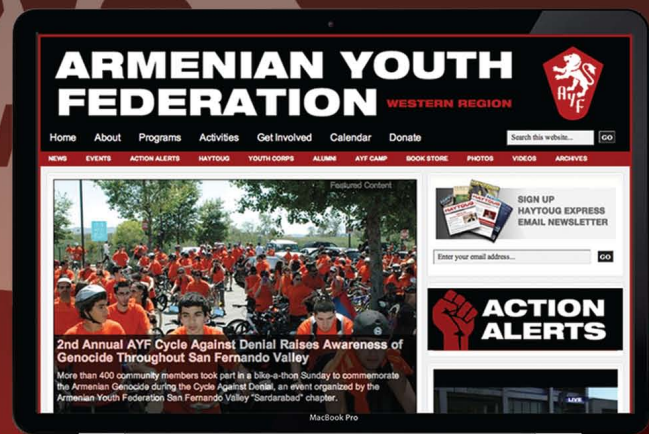 ARMENIAN YOUTH
FEDERATION WESTERN REGION
AYF
Home About Programs Activities Get Involved Calendar Donate
Search this website... GO
NEWS EVENTS ACTION ALERTS HAYTOUG YOUTH CORPS ALUMNI AYF CAMP BOOK STORE PHOTOS VIDEOS ARCHIVES
Featured Content
2nd Annual AYF Cycle Against Denial Raises Awareness of
Genocide Throughout San Fernando Valley
More than 400 community members took part in a bike-a-thon Sunday to commemorate
the Armenian Genocide during the Cycle Against Denial, an event organized by the
Armenian Youth Federation San Fernando Valley "Sardarabad" chapter.
SIGN UP
HAYTOUG EXPRESS
EMAIL NEWSLETTER
Enter your email address... GO
ACTION
ALERTS
LIVE
MacBook Pro